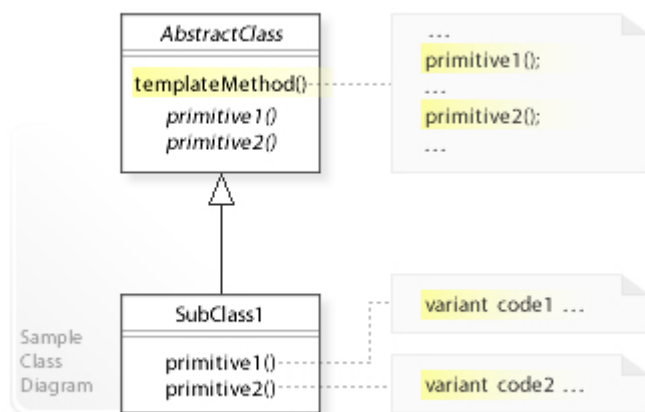 AbstractClass
templateMethod()
primitive1()
primitive2()
...
primitive1();
...
primitive2();
...
SubClass1
primitive1()
primitive2()
variant code1 ...
variant code2 ...
Sample
Class
Diagram